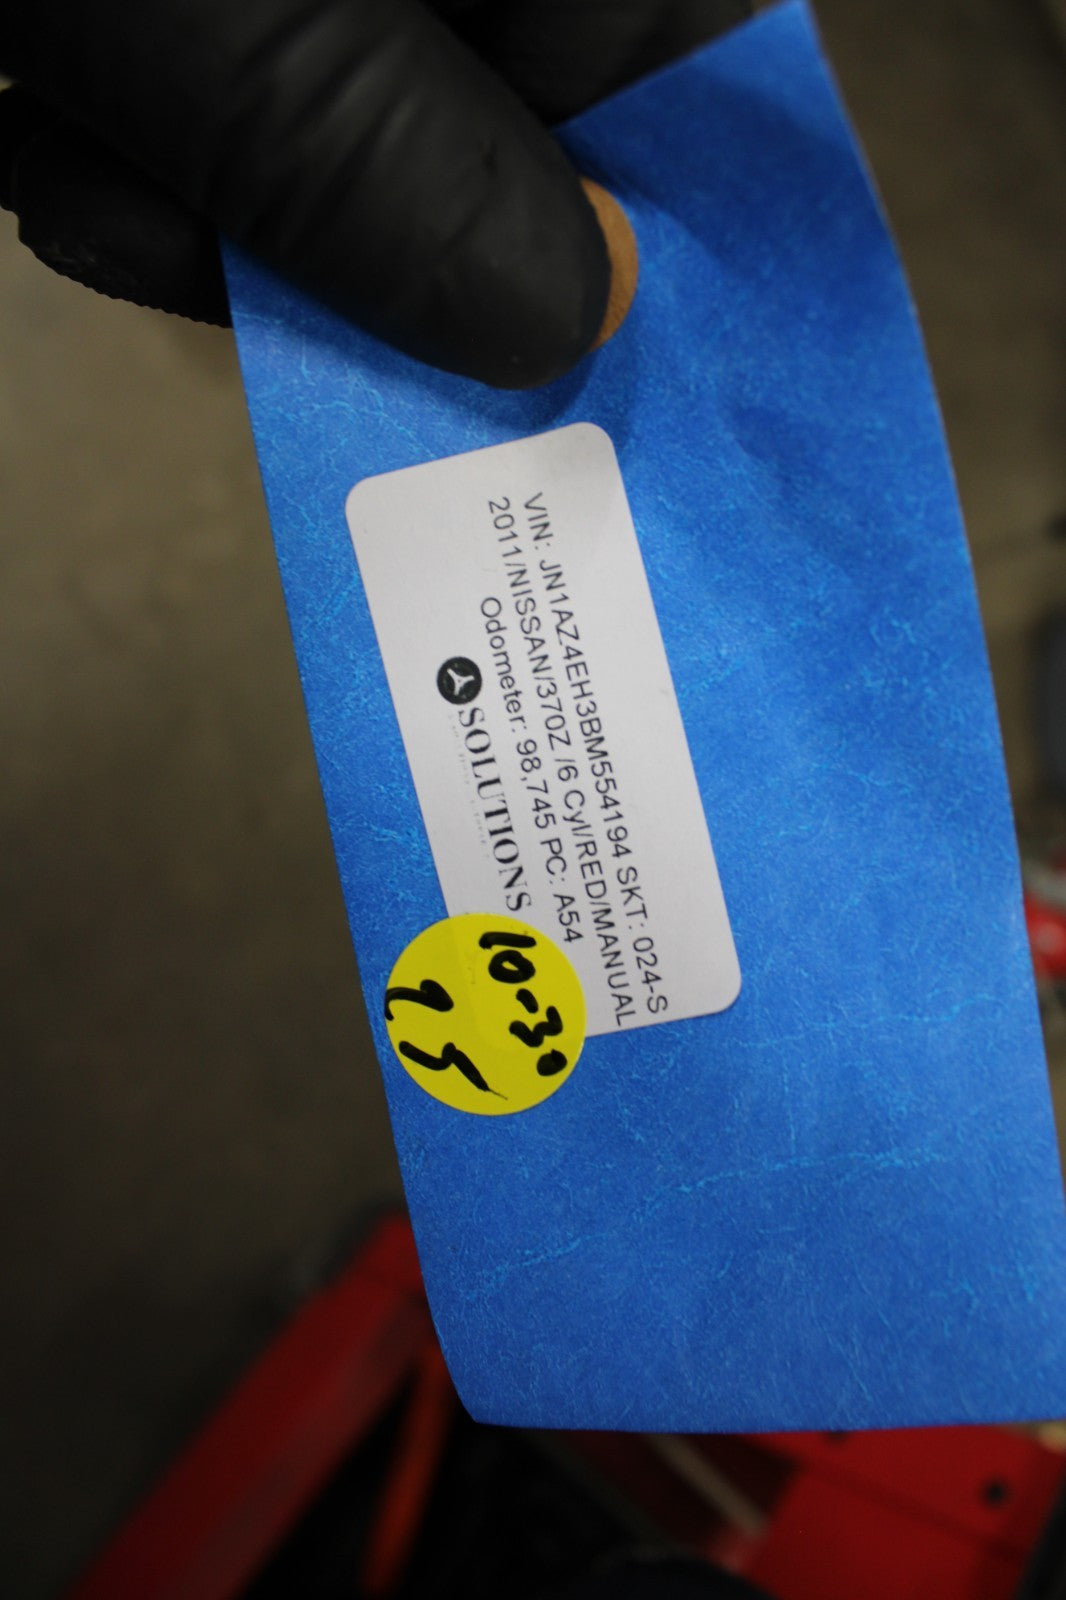 VIN: JN1AZ4EH3BM554194 SKT: 024-S
2011/NISSAN/370Z /6 Cyl/RED/MANUAL
Odometer: 98,745 PC: A54
SOLUTIONS
10-30
25